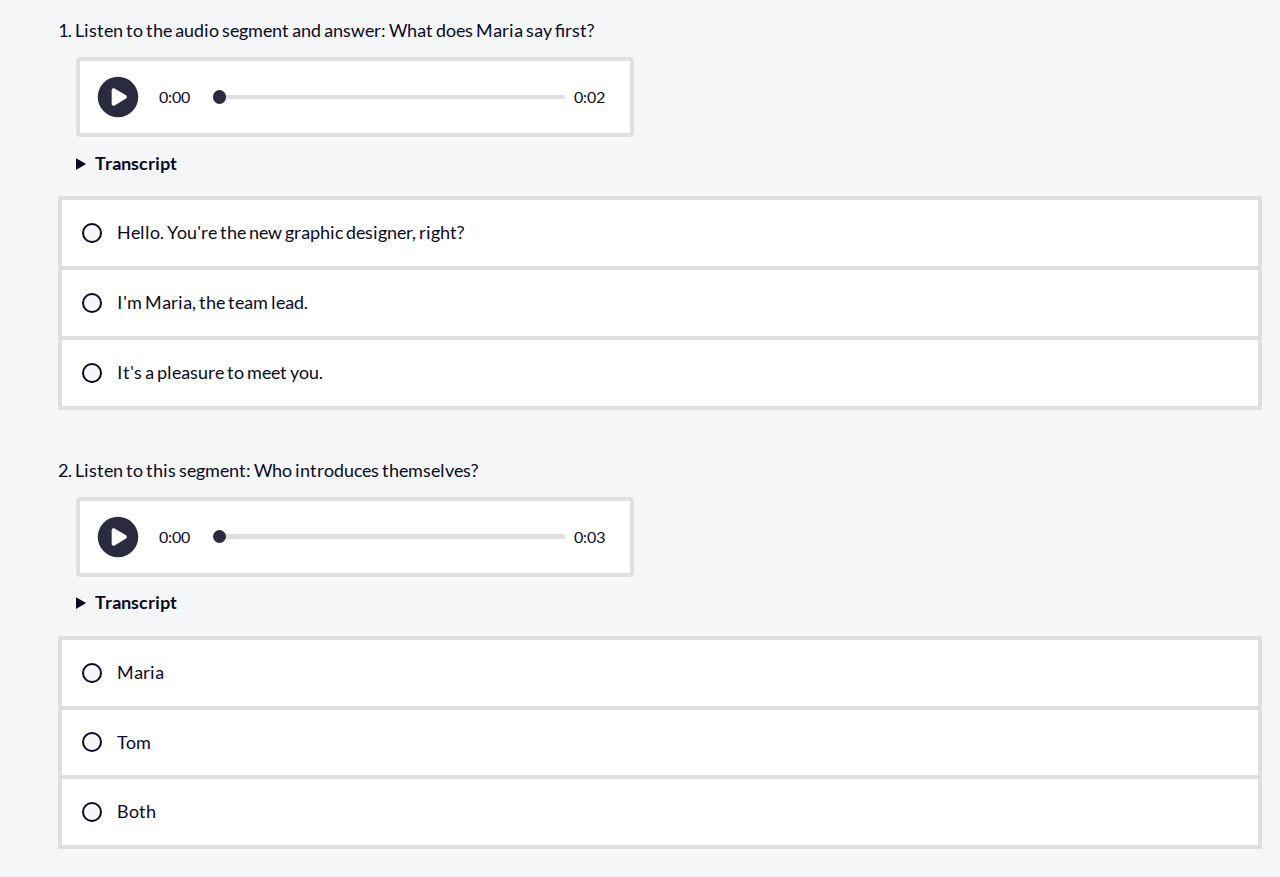 1. Listen to the audio segment and answer: What does Maria say first?
0:00 0:02
Transcript
Hello. You're the new graphic designer, right?
I'm Maria, the team lead.
It's a pleasure to meet you.
2. Listen to this segment: Who introduces themselves?
0:00 0:03
Transcript
Maria
Tom
Both